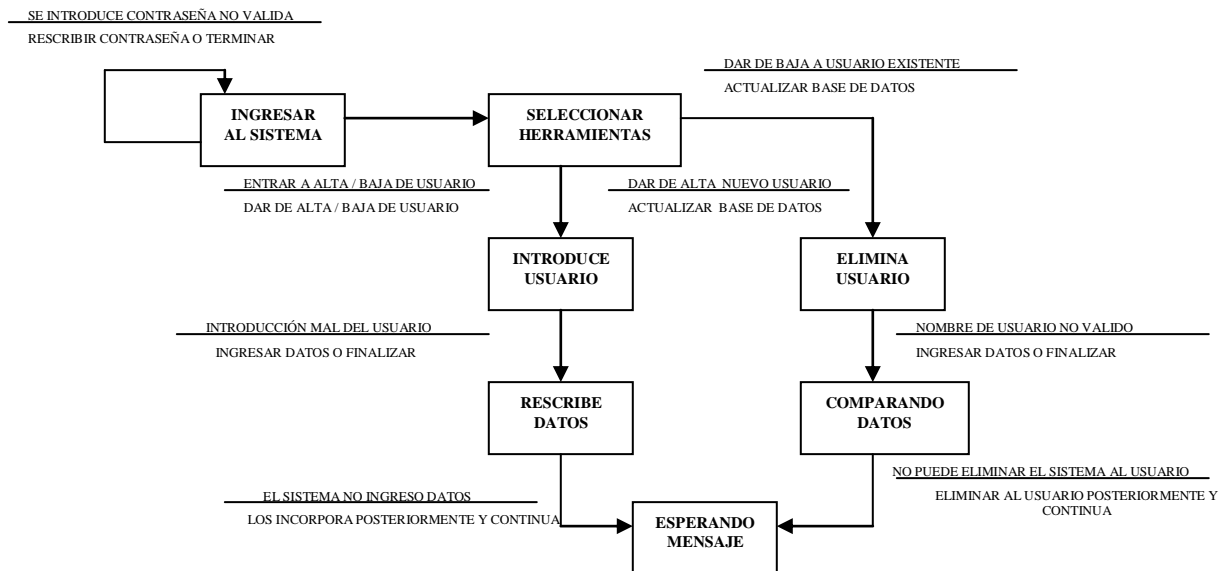 SE INTRODUCE CONTRASEÑA NO VALIDA
RESCRIBIR CONTRASEÑA O TERMINAR
DAR DE BAJA A USUARIO EXISTENTE
ACTUALIZAR BASE DE DATOS
INGRESAR
AL SISTEMA
SELECCIONAR
HERRAMIENTAS
ENTRAR A ALTA / BAJA DE USUARIO
DAR DE ALTA / BAJA DE USUARIO
DAR DE ALTA NUEVO USUARIO
ACTUALIZAR BASE DE DATOS
INTRODUCE
USUARIO
ELIMINA
USUARIO
INTRODUCCIÓN MAL DEL USUARIO
INGRESAR DATOS O FINALIZAR
NOMBRE DE USUARIO NO VALIDO
INGRESAR DATOS O FINALIZAR
RESCRIBE
DATOS
COMPARANDO
DATOS
EL SISTEMA NO INGRESO DATOS
LOS INCORPORA POSTERIORMENTE Y CONTINUA
NO PUEDE ELIMINAR EL SISTEMA AL USUARIO
ELIMINAR AL USUARIO POSTERIORMENTE Y
CONTINUA
ESPERANDO
MENSAJE